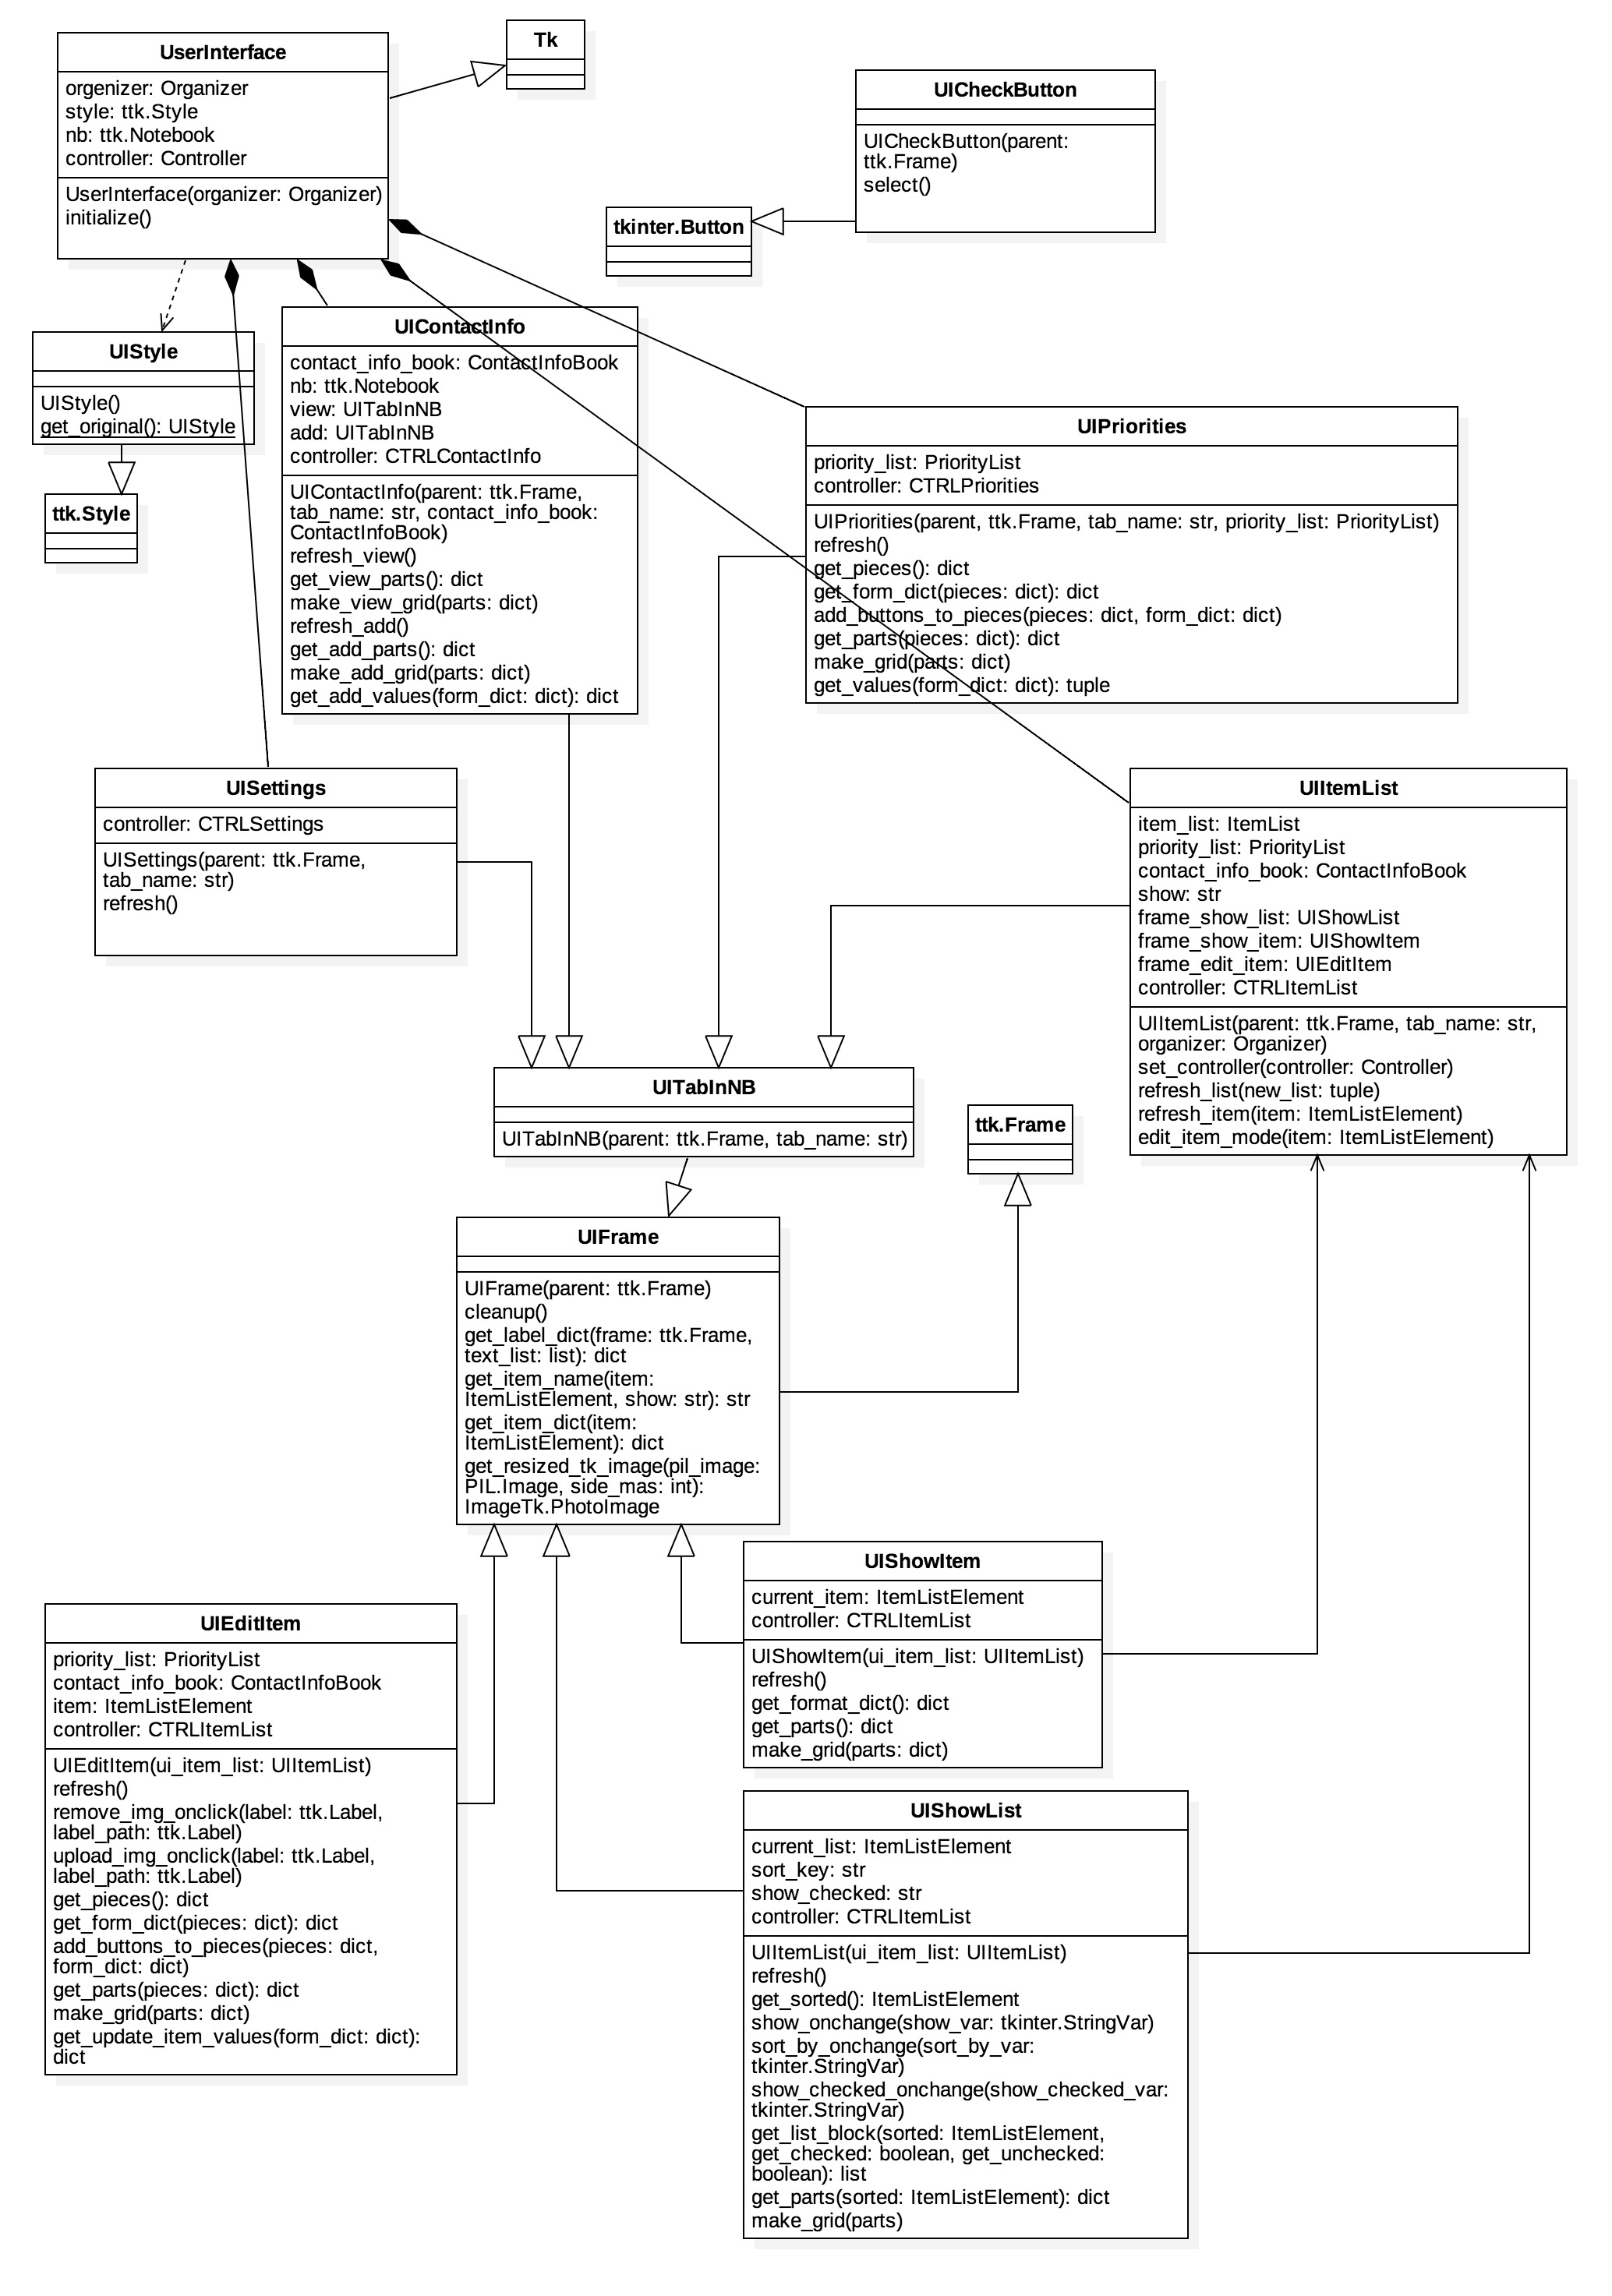 UserInterface
orgenizer: Organizer
style: ttk.Style
nb: ttk.Notebook
controller: Controller
UserInterface(organizer: Organizer)
initialize()
Tk
UICheckButton
UICheckButton(parent:
ttk.Frame)
select()
tkinter.Button
UIStyle
UIStyle()
get_original(): UIStyle
ttk.Style
UIContactInfo
contact_info_book: ContactInfoBook
nb: ttk.Notebook
view: UITabInNB
add: UITabInNB
controller: CTRLContactInfo
UIContactInfo(parent: ttk.Frame,
tab_name: str, contact_info_book:
ContactInfoBook)
refresh_view()
get_view_parts(): dict
make_view_grid(parts: dict)
refresh_add()
get_add_parts(): dict
make_add_grid(parts: dict)
get_add_values(form_dict: dict): dict
UIPriorities
priority_list: PriorityList
controller: CTRLPriorities
UIPriorities(parent, ttk.Frame, tab_name: str, priority_list: PriorityList)
refresh()
get_pieces(): dict
get_form_dict(pieces: dict): dict
add_buttons_to_pieces(pieces: dict, form_dict: dict)
get_parts(pieces: dict): dict
make_grid(parts: dict)
get_values(form_dict: dict): tuple
UISettings
controller: CTRLSettings
UISettings(parent: ttk.Frame,
tab_name: str)
refresh()
UIItemList
item_list: ItemList
priority_list: PriorityList
contact_info_book: ContactInfoBook
show: str
frame_show_list: UIShowList
frame_show_item: UIShowItem
frame_edit_item: UIEditItem
controller: CTRLItemList
UIItemList(parent: ttk.Frame, tab_name: str,
organizer: Organizer)
set_controller(controller: Controller)
refresh_list(new_list: tuple)
refresh_item(item: ItemListElement)
edit_item_mode(item: ItemListElement)
UITabInNB
UITabInNB(parent: ttk.Frame, tab_name: str)
ttk.Frame
UIFrame
UIFrame(parent: ttk.Frame)
cleanup()
get_label_dict(frame: ttk.Frame,
text_list: list): dict
get_item_name(item:
ItemListElement, show: str): str
get_item_dict(item:
ItemListElement): dict
get_resized_tk_image(pil_image:
PIL.Image, side_mas: int):
ImageTk.PhotoImage
UIShowItem
current_item: ItemListElement
controller: CTRLItemList
UIShowItem(ui_item_list: UIItemList)
refresh()
get_format_dict(): dict
get_parts(): dict
make_grid(parts: dict)
UIEditItem
priority_list: PriorityList
contact_info_book: ContactInfoBook
item: ItemListElement
controller: CTRLItemList
UIEditItem(ui_item_list: UIItemList)
refresh()
remove_img_onclick(label: ttk.Label,
label_path: ttk.Label)
upload_img_onclick(label: ttk.Label,
label_path: ttk.Label)
get_pieces(): dict
get_form_dict(pieces: dict): dict
add_buttons_to_pieces(pieces: dict,
form_dict: dict)
get_parts(pieces: dict): dict
make_grid(parts: dict)
get_update_item_values(form_dict: dict):
dict
UIShowList
current_list: ItemListElement
sort_key: str
show_checked: str
controller: CTRLItemList
UIItemList(ui_item_list: UIItemList)
refresh()
get_sorted(): ItemListElement
show_onchange(show_var: tkinter.StringVar)
sort_by_onchange(sort_by_var:
tkinter.StringVar)
show_checked_onchange(show_checked_var:
tkinter.StringVar)
get_list_block(sorted: ItemListElement,
get_checked: boolean, get_unchecked:
boolean): list
get_parts(sorted: ItemListElement): dict
make_grid(parts)